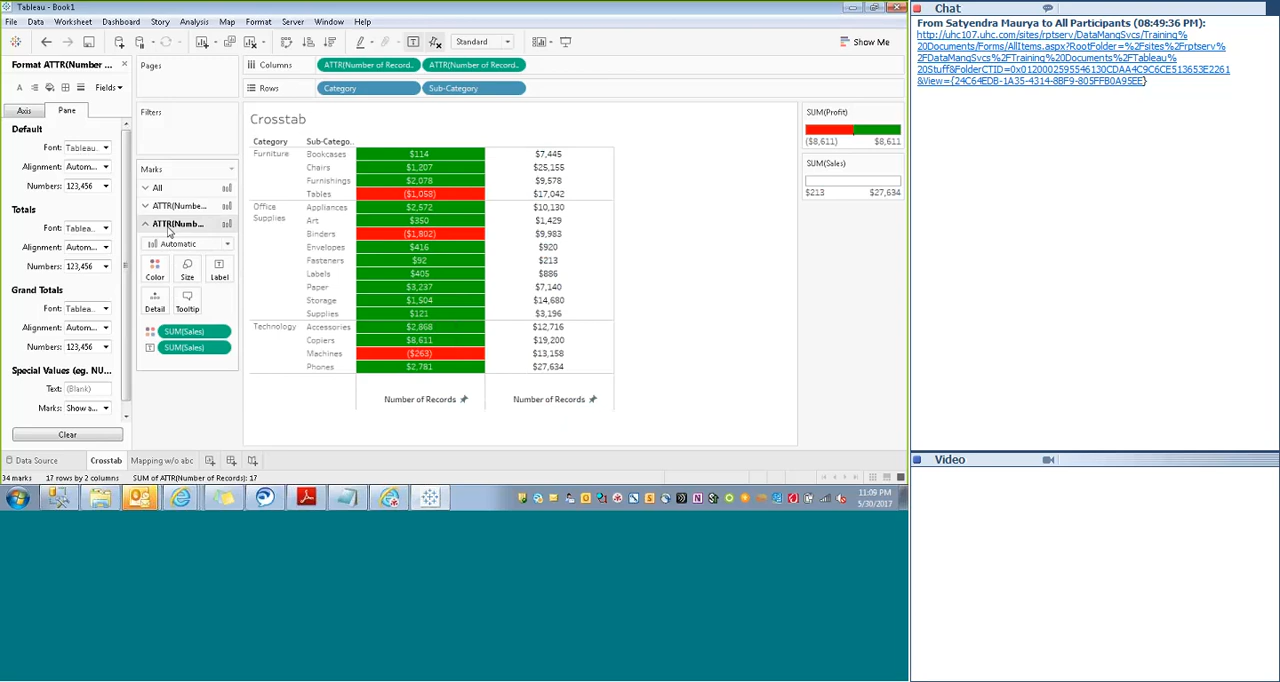 Tableau - Book1
File Data Worksheet Dashboard Story Analysis Map Format Server Window Help
Standard
Show Me
Format ATTR(Number ...
Fields
Axis Pane
Default
Font: Tableau.
Alignment: Autom...
Numbers: 123,456
Totals
Font: Tablea..
Alignment: Autom...
Numbers: 123,456
Grand Totals
Font: Tablea..
Alignment: Autom...
Numbers: 123,456
Special Values (eg. NU...
Text: (Blank)
Marks: Show a...
Clear
Pages
Filters
Marks
All
ATTR(Numbe...
ATTR(Numb...
Automatic
Color Size Label
Detail Tooltip
SUM(Sales)
SUM(Sales)
Columns ATTR(Number of Record.. ATTR(Number of Record..
Rows Category Sub-Category
Crosstab
Category Sub-Catego..
Furniture Bookcases $114 $7,445
Chairs $1,207 $25,155
Furnishings $2,078 $9,578
Tables ($1,058) $17,042
Office Supplies Appliances $2,572 $10,130
Art $350 $1,429
Binders ($1,802) $9,983
Envelopes $416 $920
Fasteners $92 $213
Labels $405 $886
Paper $3,237 $7,140
Storage $1,504 $14,680
Supplies $121 $3,196
Technology Accessories $2,868 $12,716
Copiers $8,611 $19,200
Machines ($263) $13,158
Phones $2,781 $27,634
Number of Records Number of Records
SUM(Profit)
($8,611) $8,611
SUM(Sales)
$213 $27,634
Data Source Crosstab Mapping w/o abc
34 marks 17 rows by 2 columns SUM of ATTR(Number of Records): 17
11:09 PM
5/30/2017
Chat
From Satyendra Maurya to All Participants (08:49:36 PM):
http://uhc107.uhc.com/sites/rptserv/DataMangSvcs/Training%
20Documents/Forms/AllItems.aspx?RootFolder=%2Fsites%2Frptserv%
2FDataMangSvcs%2FTraining%20Documents%2FTableau%
20Stuff&FolderCTID=0x0120002595546130CDAA4C9C6CE513653E2261
&View={24C64EDB-1A35-4314-8BF9-805FFB0A95EE}
Video